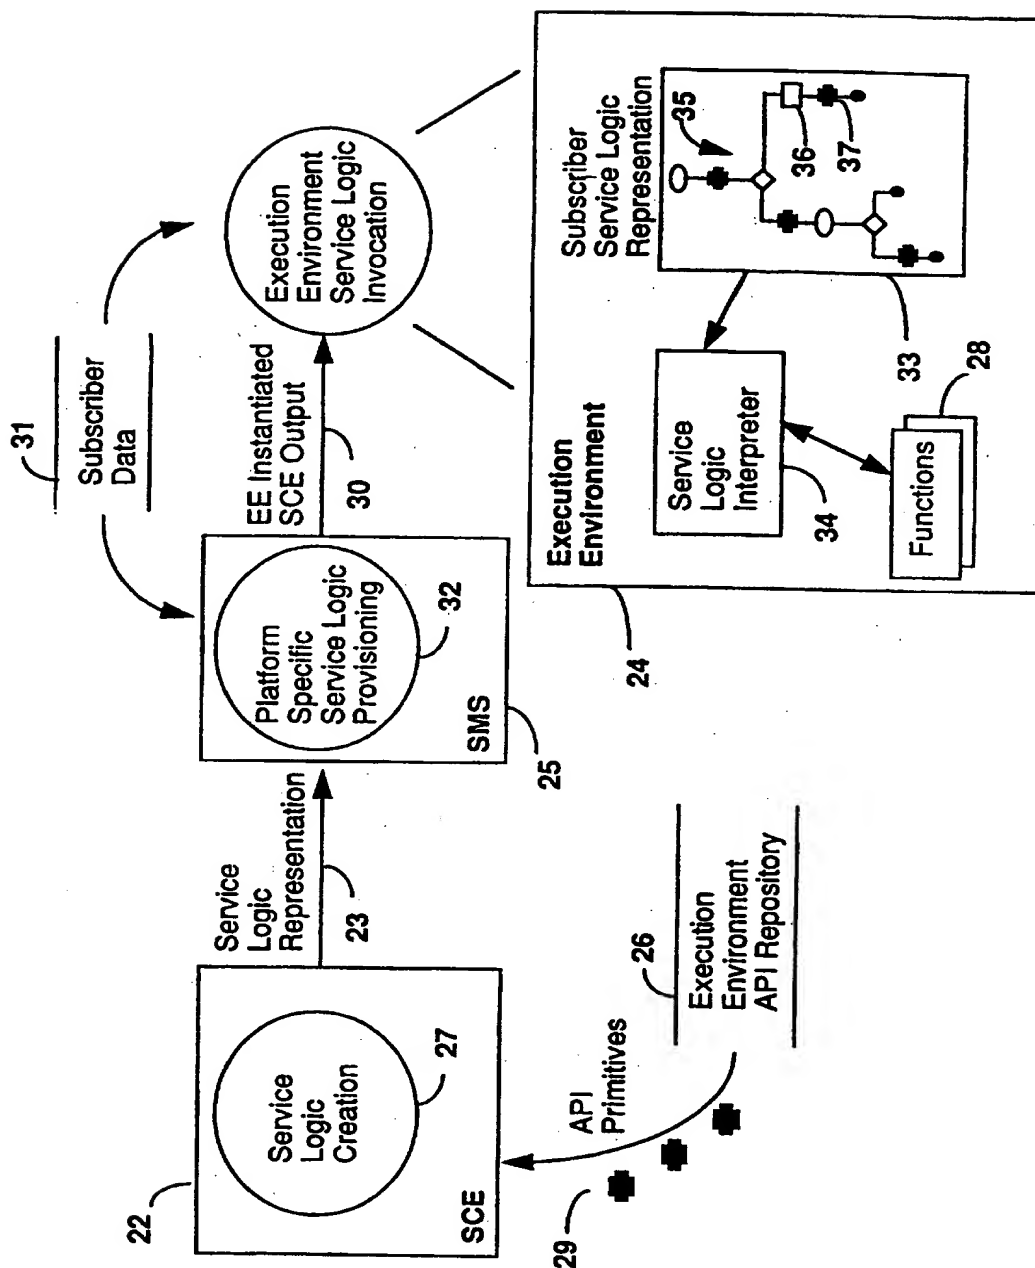 31
Subscriber
Data
22
Service
Logic
Creation
27
SCE
Service
Logic
Representation
23
Platform
Specific
Service Logic
Provisioning
32
SMS
25
EE Instantiated
SCE Output
30
Execution
Environment
Service Logic
Invocation
29
API
Primitives
26
Execution
Environment
API Repository
24
Execution
Environment
Service
Logic
Interpreter
34
Functions
28
Subscriber
Service Logic
Representation
35
36
37
33